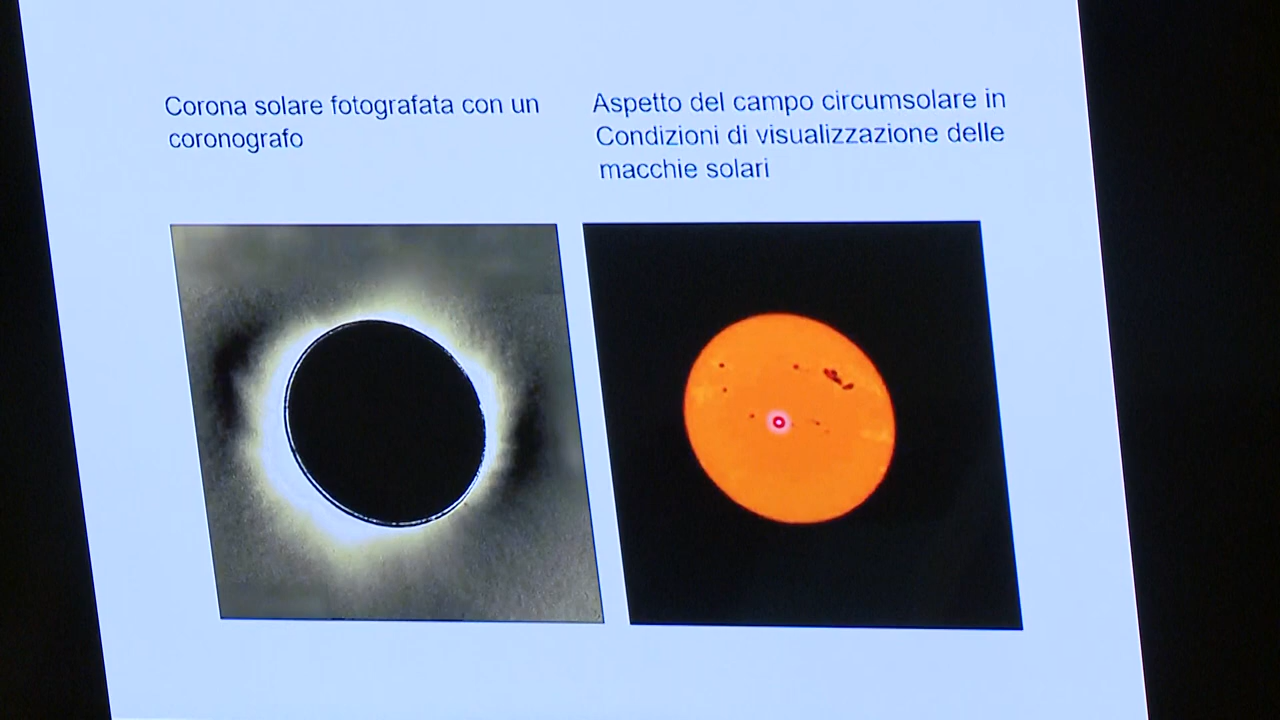 Corona solare fotografata con un
coronografo
Aspetto del campo circumsolare in
Condizioni di visualizzazione delle
macchie solari